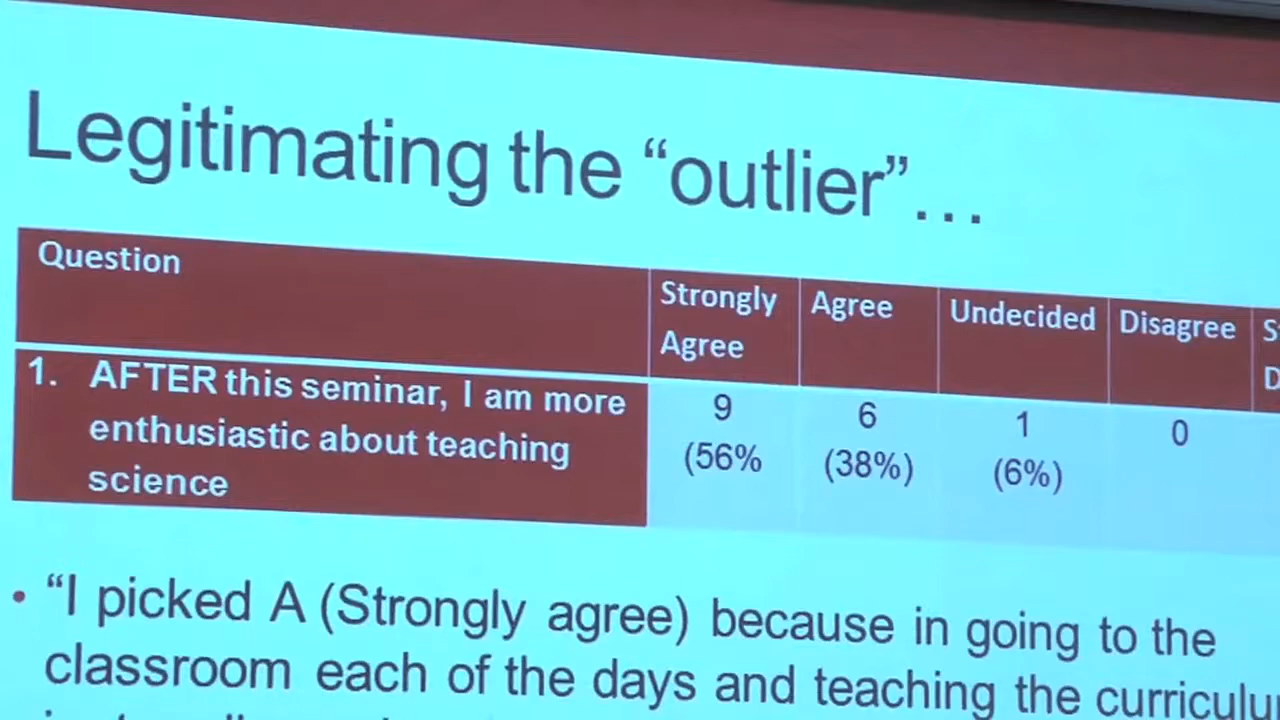 Legitimating the “outlier”…
Question
Strongly Agree
Agree
Undecided
Disagree
1. AFTER this seminar, I am more
enthusiastic about teaching
science
9
(56%
6
(38%)
1
(6%)
0
• “I picked A (Strongly agree) because in going to the
classroom each of the days and teaching the